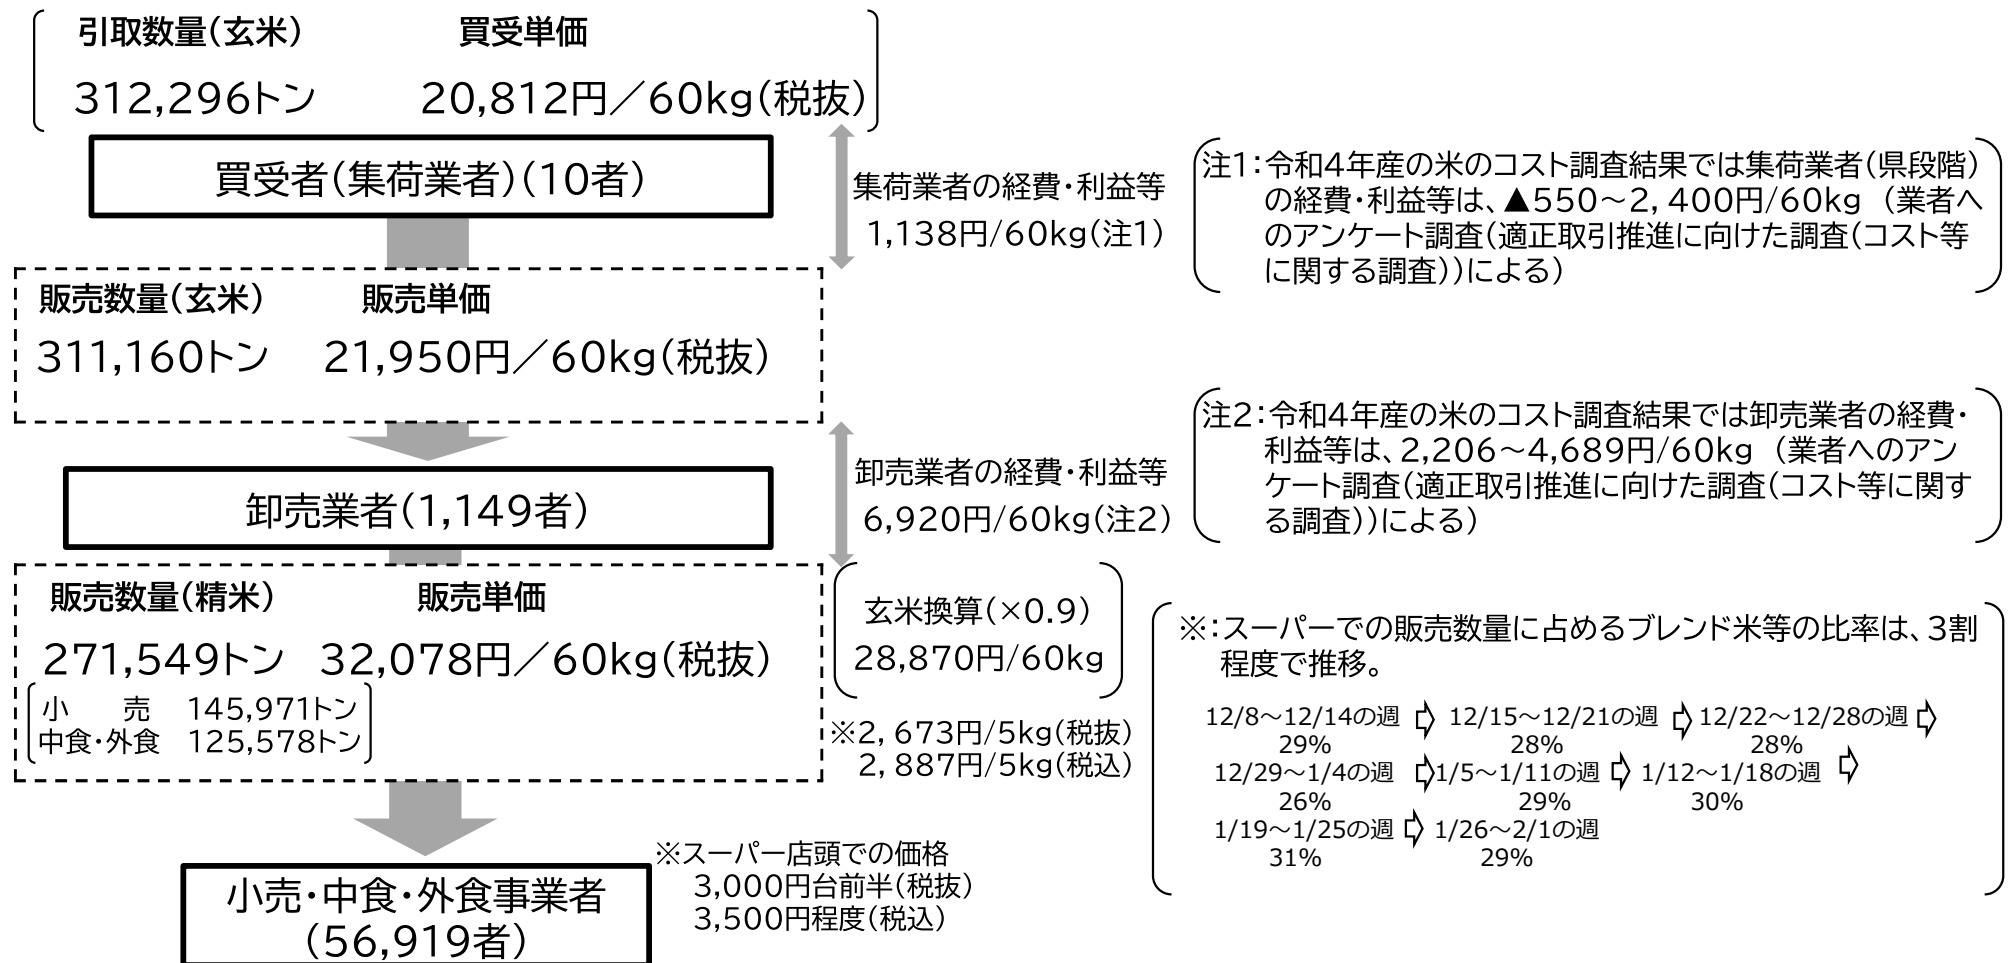 引取数量（玄米）　買受単価
312,296トン　20,812円／60kg（税抜）
買受者（集荷業者）（10者）
集荷業者の経費・利益等
1,138円/60kg（注1）
注1：令和4年産の米のコスト調査結果では集荷業者（県段階）
の経費・利益等は、▲550～2，400円/60kg （業者へ
のアンケート調査（適正取引推進に向けた調査（コスト等
に関する調査））による）
販売数量（玄米）　販売単価
311,160トン　21,950円／60kg（税抜）
卸売業者（1,149者）
卸売業者の経費・利益等
6,920円/60kg（注2）
注2：令和4年産の米のコスト調査結果では卸売業者の経費・
利益等は、2,206～4,689円/60kg （業者へのアン
ケート調査（適正取引推進に向けた調査（コスト等に関す
る調査））による）
販売数量（精米）　販売単価
271,549トン　32,078円／60kg（税抜）
小　売　145,971トン
中食・外食　125,578トン
玄米換算（×0.9）
28,870円/60kg
※2，673円/5kg（税抜）
2，887円/5kg（税込）
※：スーパーでの販売数量に占めるブレンド米等の比率は、3割
程度で推移。
12/8～12/14の週 ⇨ 12/15～12/21の週 ⇨ 12/22～12/28の週 ⇨
29%　28%　28%
12/29～1/4の週 ⇨ 1/5～1/11の週 ⇨ 1/12～1/18の週 ⇨
26%　29%　30%
1/19～1/25の週 ⇨ 1/26～2/1の週
31%　29%
小売・中食・外食事業者
（56,919者）
※スーパー店頭での価格
3,000円台前半（税抜）
3,500円程度（税込）